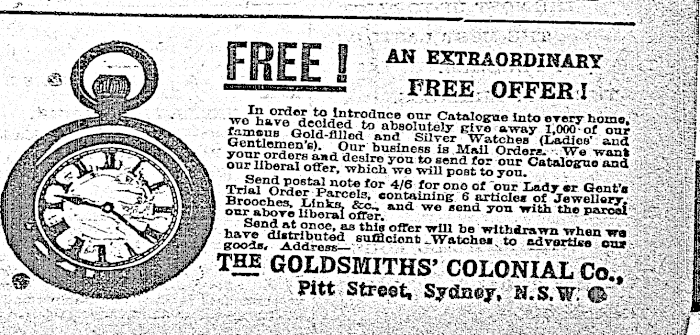 FREE!
AN EXTRAORDINARY
FREE OFFER!
In order to introduce our Catalogue into every home,
we have decided to absolutely give away 1,000 of our
famous Gold-filled and Silver Watches (Ladies' and
Gentlemen's). Our business is Mail Orders. We want
your orders and desire you to send for our Catalogue and
our liberal offer, which we will post to you.
Send postal note for 4/6 for one of our Lady or Gent's
Trial Order Parcels, containing 6 articles of Jewellery,
Brooches, Links, &c., and we send you with the parcel
our above liberal offer.
Send at once, as this offer will be withdrawn when we
have distributed sufficient Watches to advertise our
goods. Address—
THE GOLDSMITHS' COLONIAL Co.,
Pitt Street, Sydney, N.S.W.